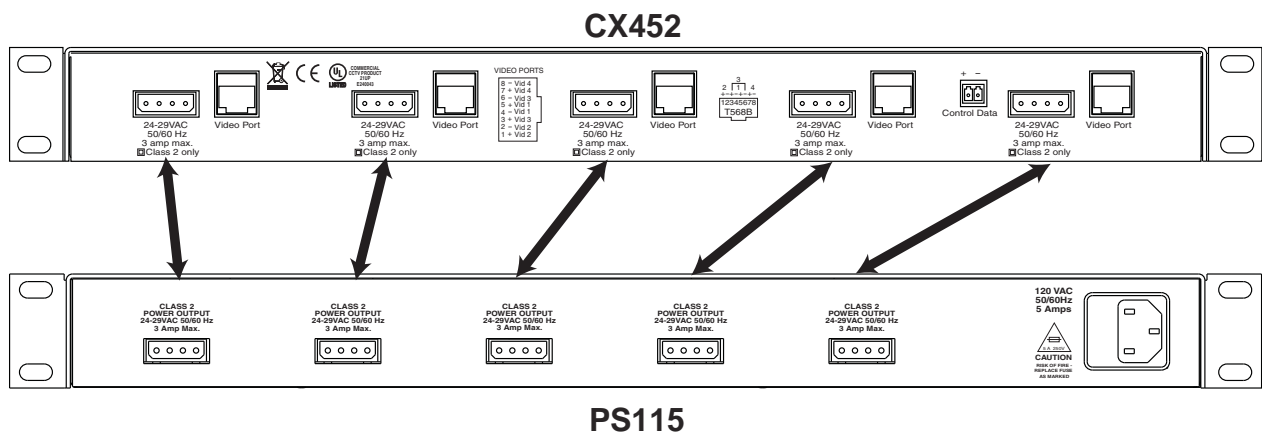 CX452
COMMERCIAL
CCTV PRODUCT
21UP
E240043
UL
LISTED
VIDEO PORTS
8 – Vid 4
7 + Vid 4
6 – Vid 3
5 + Vid 1
4 – Vid 1
3 + Vid 3
2 – Vid 2
1 + Vid 2
3
2 1 4
+–+–+–+–
12345678
T568B
+ –
Control Data
Video Port
Video Port
Video Port
Video Port
Video Port
24-29VAC
50/60 Hz
3 amp max.
Class 2 only
24-29VAC
50/60 Hz
3 amp max.
Class 2 only
24-29VAC
50/60 Hz
3 amp max.
Class 2 only
24-29VAC
50/60 Hz
3 amp max.
Class 2 only
24-29VAC
50/60 Hz
3 amp max.
Class 2 only
CLASS 2
POWER OUTPUT
24-29VAC 50/60 Hz
3 Amp Max.
CLASS 2
POWER OUTPUT
24-29VAC 50/60 Hz
3 Amp Max.
CLASS 2
POWER OUTPUT
24-29VAC 50/60 Hz
3 Amp Max.
CLASS 2
POWER OUTPUT
24-29VAC 50/60 Hz
3 Amp Max.
CLASS 2
POWER OUTPUT
24-29VAC 50/60 Hz
3 Amp Max.
120 VAC
50/60Hz
5 Amps
CAUTION
RISK OF FIRE -
REPLACE FUSE
AS MARKED
PS115